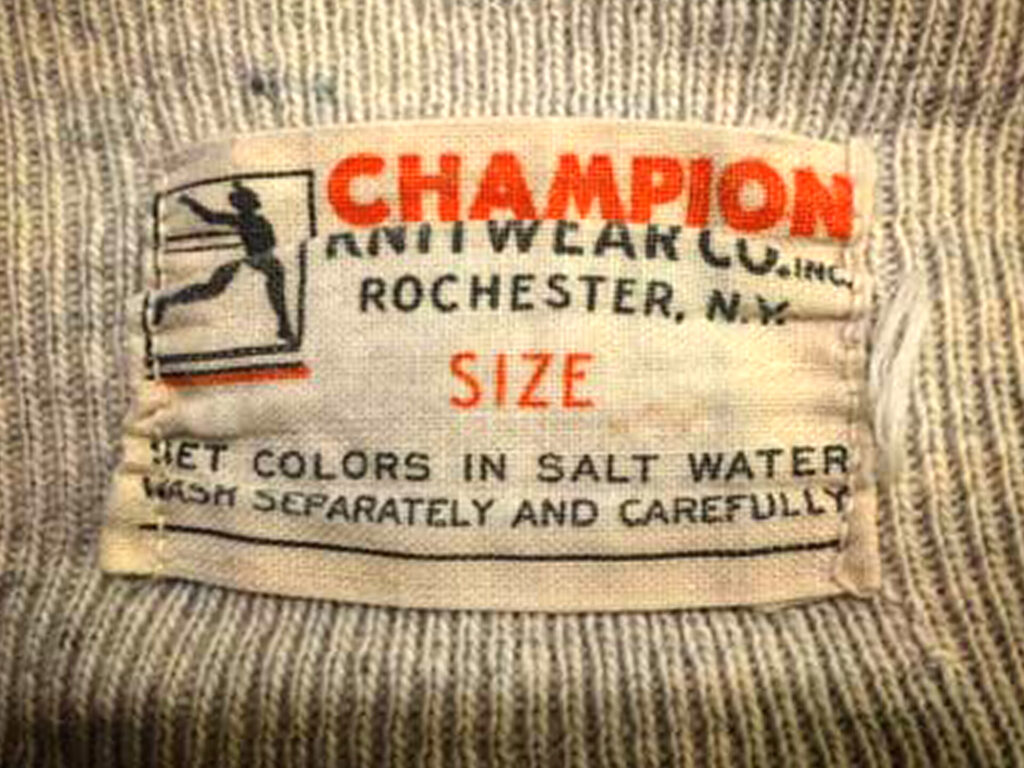 CHAMPION
KNITWEAR CO. INC.
ROCHESTER, N.Y.
SIZE
SET COLORS IN SALT WATER
WASH SEPARATELY AND CAREFULLY